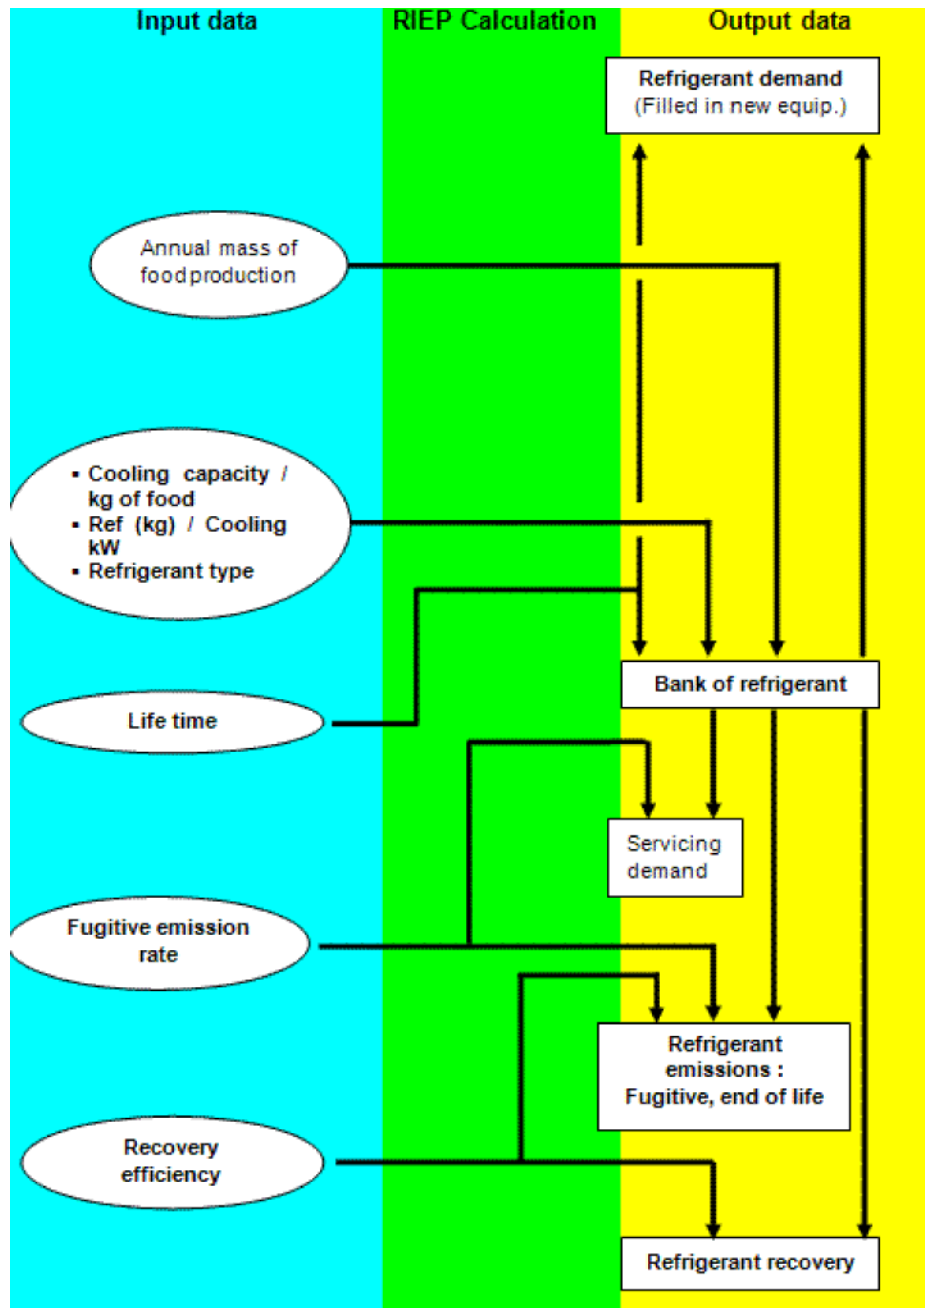 Input data
RIEP Calculation
Output data
Refrigerant demand
(Filled in new equip.)
Annual mass of
food production
▪ Cooling capacity /
kg of food
▪ Ref (kg) / Cooling
kW
▪ Refrigerant type
Bank of refrigerant
Life time
Servicing
demand
Fugitive emission
rate
Refrigerant
emissions :
Fugitive, end of life
Recovery
efficiency
Refrigerant recovery